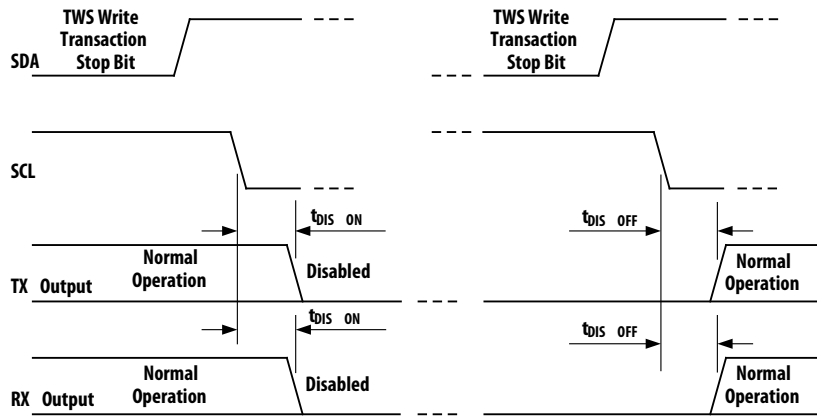 TWS Write
Transaction
Stop Bit
TWS Write
Transaction
Stop Bit
SDA
SCL
tDIS ON
tDIS OFF
Normal
Operation
Disabled
Normal
Operation
TX Output
tDIS ON
tDIS OFF
Normal
Operation
Disabled
Normal
Operation
RX Output